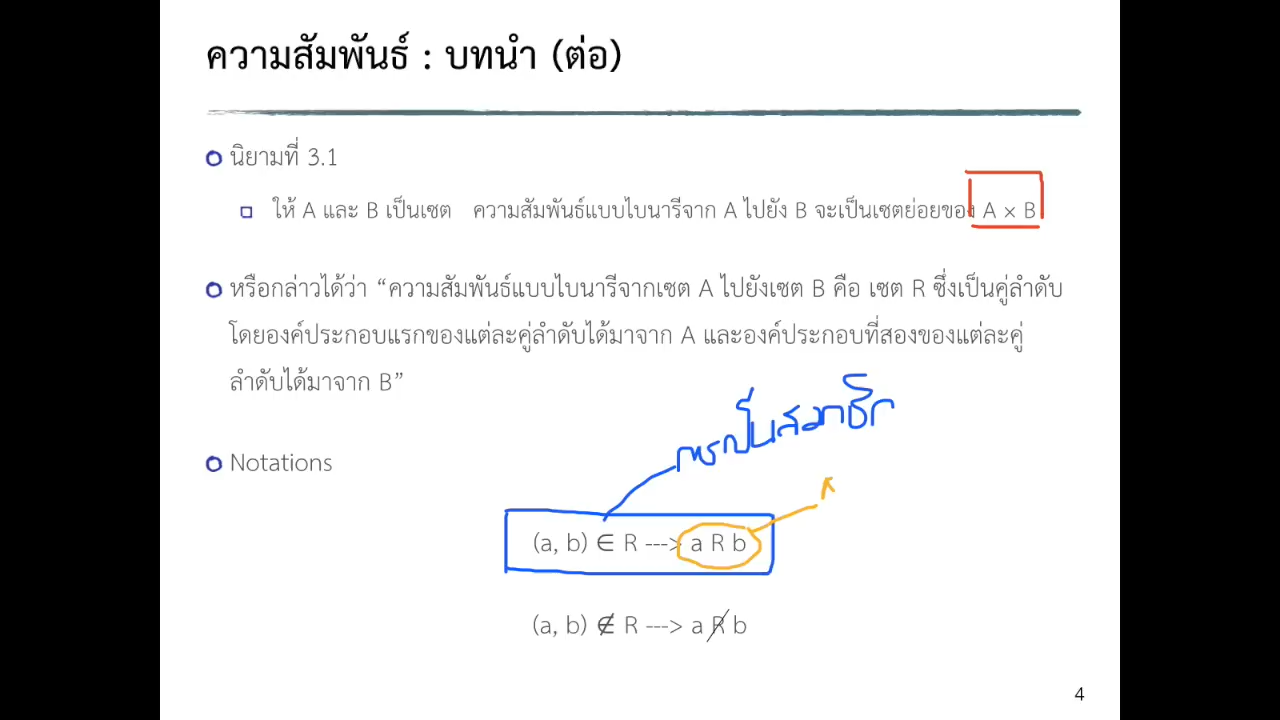 ความสัมพันธ์ : บทนำ (ต่อ)
นิยามที่ 3.1
ให้ A และ B เป็นเซต ความสัมพันธ์แบบไบนารีจาก A ไปยัง B จะเป็นเซตย่อยของ A × B
หรือกล่าวได้ว่า “ความสัมพันธ์แบบไบนารีจากเซต A ไปยังเซต B คือ เซต R ซึ่งเป็นคู่ลำดับ
โดยองค์ประกอบแรกของแต่ละคู่ลำดับได้มาจาก A และองค์ประกอบที่สองของแต่ละคู่
ลำดับได้มาจาก B”
การเป็นสมาชิก
Notations
(a, b) ∈ R ---> a R b
(a, b) ∉ R ---> a R̸ b
4